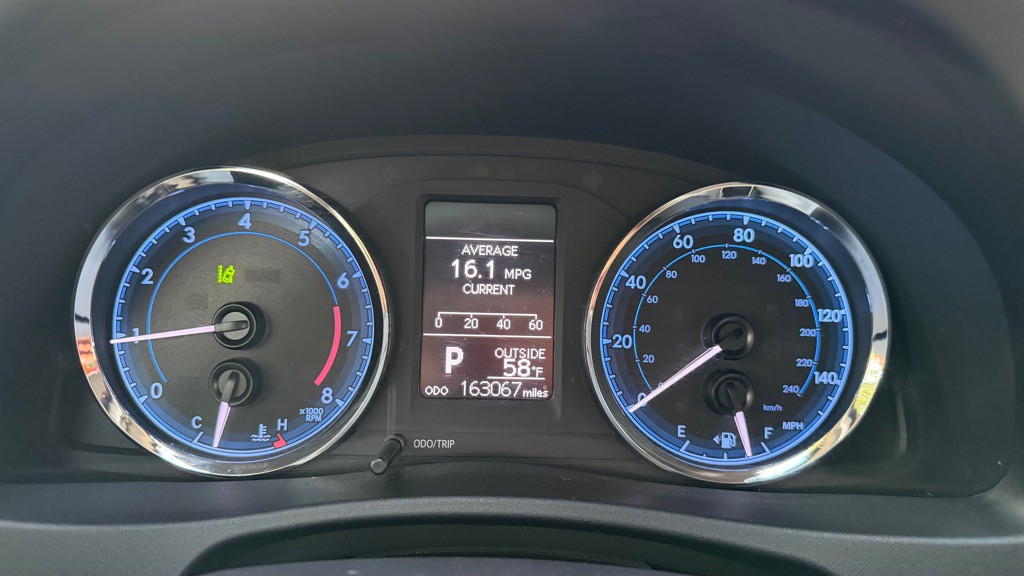 0
1
2
3
4
5
6
7
8
x1000
RPM
C
H
AVERAGE
16.1 MPG
CURRENT
0 20 40 60
P
OUTSIDE
58°F
ODO 163067 miles
ODO/TRIP
0
20
40
60
80
100
120
140
MPH
0
20
40
60
80
100
120
140
160
180
200
220
240
km/h
E
F